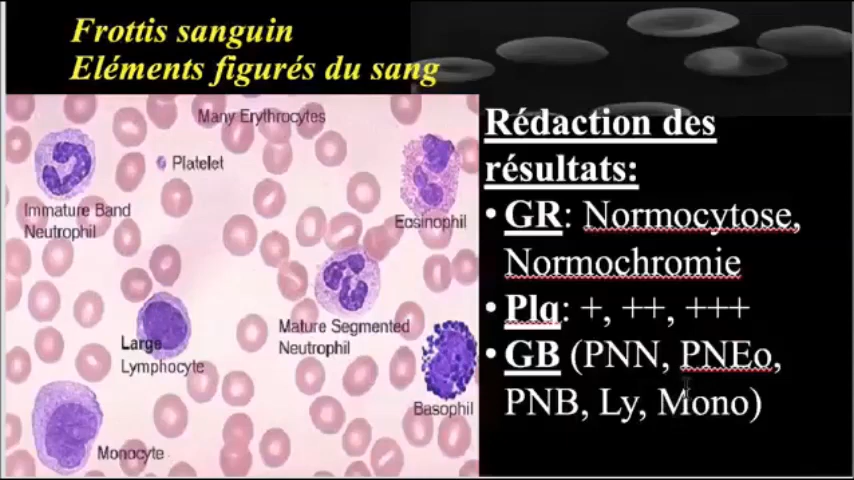 Frottis sanguin
Eléments figurés du sang
Many Erythrocytes
Platelet
Immature Band
Neutrophil
Eosinophil
Large
Lymphocyte
Mature Segmented
Neutrophil
Basophil
Monocyte
Rédaction des
résultats:
• GR: Normocytose,
Normochromie
• Plq: +, ++, +++
• GB (PNN, PNEo,
PNB, Ly, Mono)